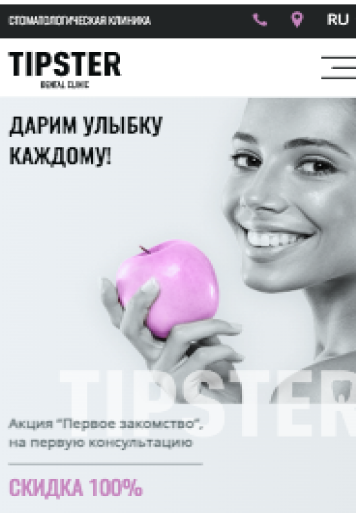 СТОМАТОЛОГИЧЕСКАЯ КЛИНИКА
RU
TIPSTER
DENTAL CLINIC
ДАРИМ УЛЫБКУ
КАЖДОМУ!
TIPSTER
Акция "Первое закомство",
на первую консультацию
СКИДКА 100%